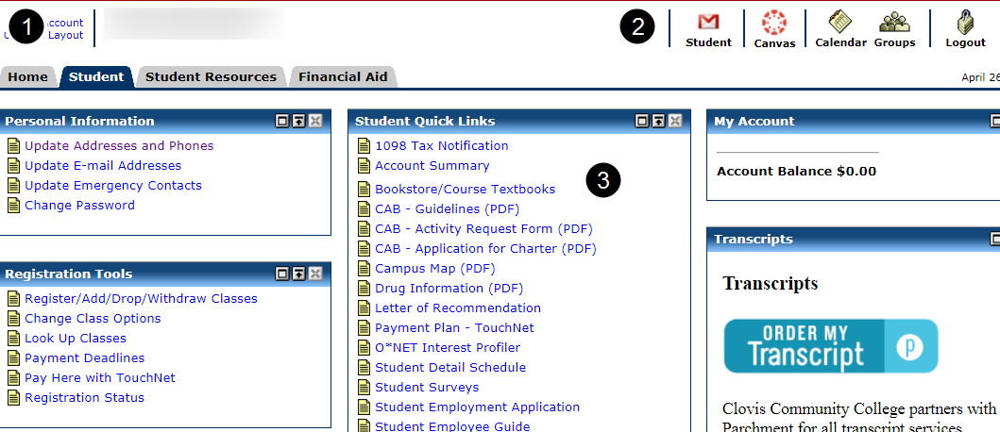 1
ccount
Layout
2
Student
Canvas
Calendar
Groups
Logout
Home
Student
Student Resources
Financial Aid
April 26
Personal Information
Update Addresses and Phones
Update E-mail Addresses
Update Emergency Contacts
Change Password
Registration Tools
Register/Add/Drop/Withdraw Classes
Change Class Options
Look Up Classes
Payment Deadlines
Pay Here with TouchNet
Registration Status
Student Quick Links
1098 Tax Notification
Account Summary
3
Bookstore/Course Textbooks
CAB - Guidelines (PDF)
CAB - Activity Request Form (PDF)
CAB - Application for Charter (PDF)
Campus Map (PDF)
Drug Information (PDF)
Letter of Recommendation
Payment Plan - TouchNet
O*NET Interest Profiler
Student Detail Schedule
Student Surveys
Student Employment Application
Student Employee Guide
My Account
Account Balance $0.00
Transcripts
Transcripts
ORDER MY
Transcript
p
Clovis Community College partners with
Parchment for all transcript services